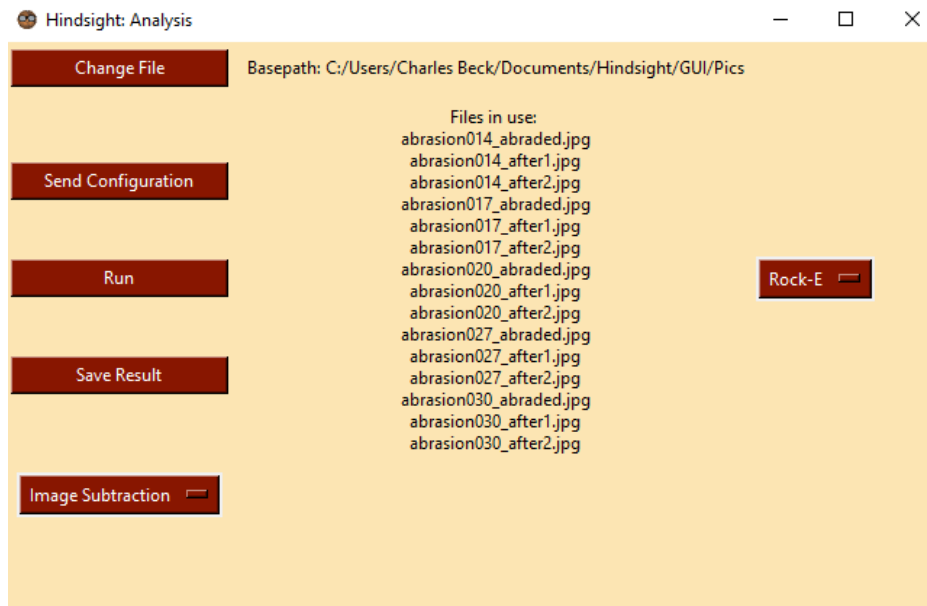 Hindsight: Analysis
Change File
Basepath: C:/Users/Charles Beck/Documents/Hindsight/GUI/Pics
Files in use:
abrasion014_abraded.jpg
abrasion014_after1.jpg
Send Configuration
abrasion014_after2.jpg
abrasion017_abraded.jpg
abrasion017_after1.jpg
abrasion017_after2.jpg
Run
abrasion020_abraded.jpg
Rock-E
abrasion020_after1.jpg
abrasion020_after2.jpg
abrasion027_abraded.jpg
abrasion027_after1.jpg
Save Result
abrasion027_after2.jpg
abrasion030_abraded.jpg
abrasion030_after1.jpg
abrasion030_after2.jpg
Image Subtraction